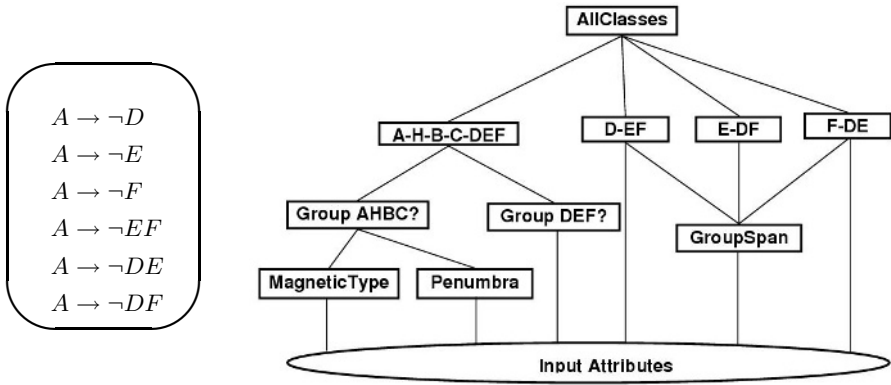 A → ¬D
A → ¬E
A → ¬F
A → ¬EF
A → ¬DE
A → ¬DF
AllClasses
A-H-B-C-DEF
D-EF
E-DF
F-DE
Group AHBC?
Group DEF?
GroupSpan
MagneticType
Penumbra
Input Attributes